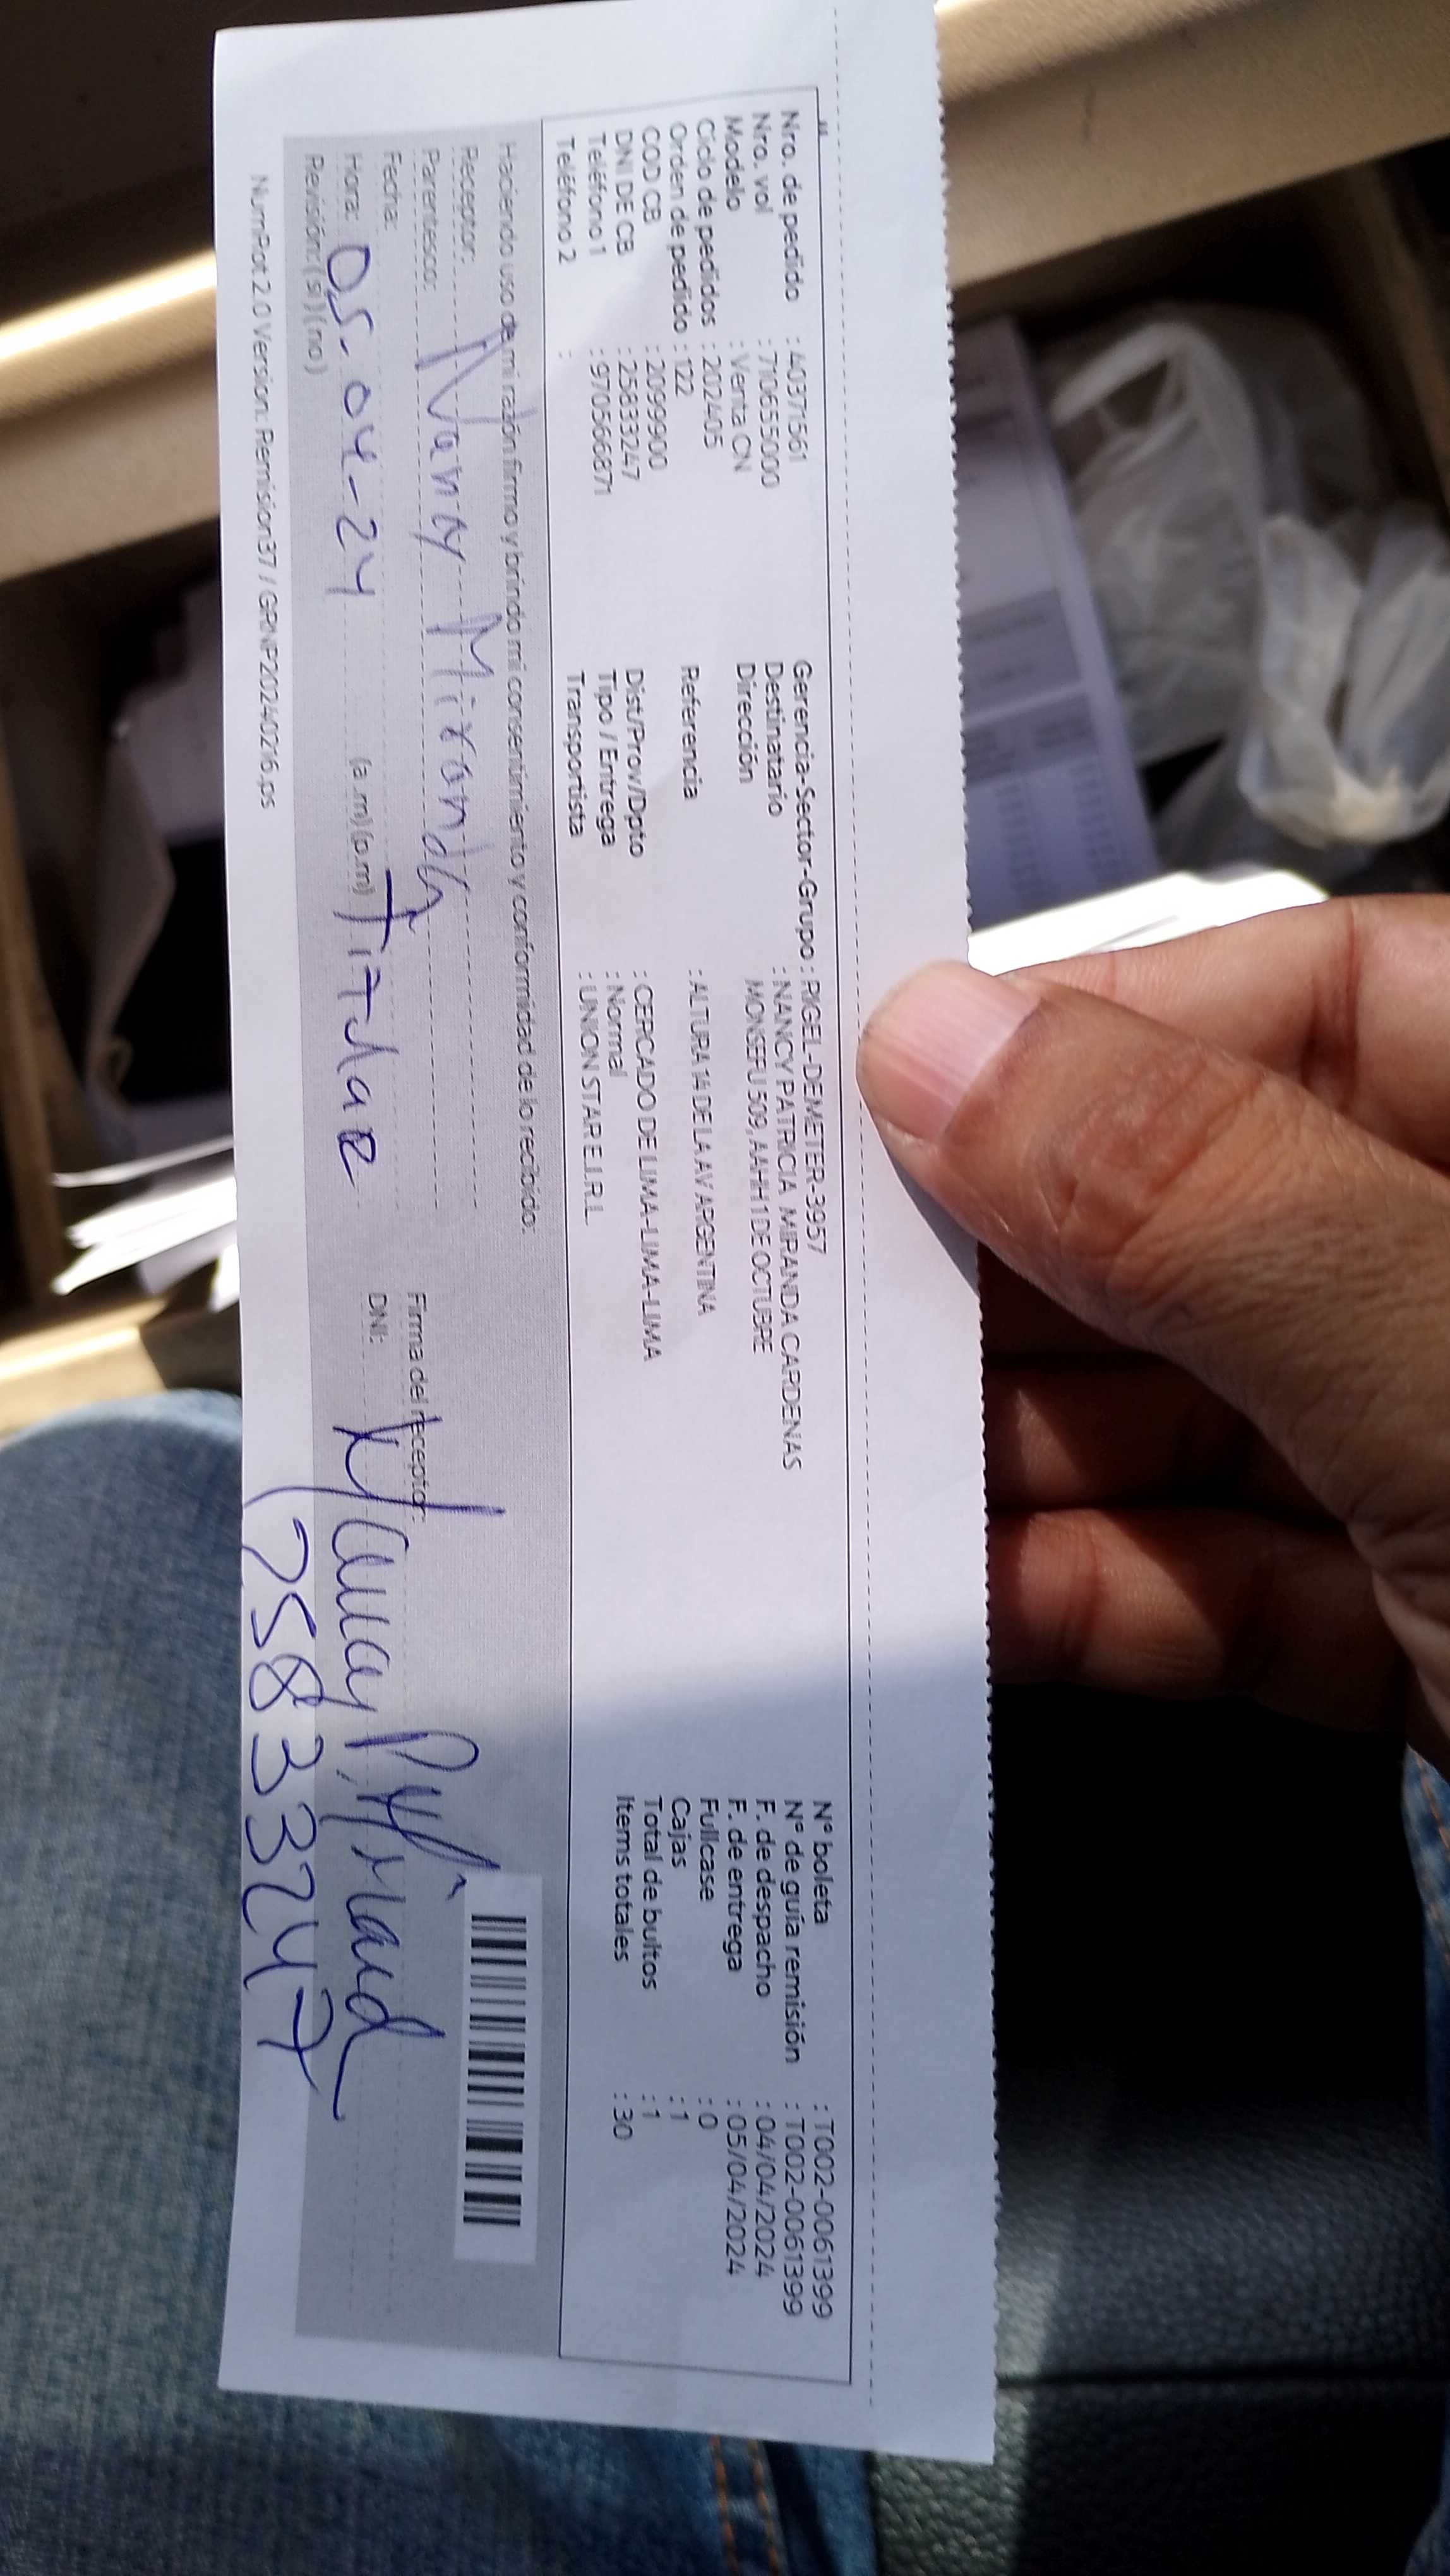 Nro. de pedido : 40371561
Nro. vol : 7106555000
Modelo : Venta CN
Ciclo de pedidos : 202405
Orden de pedido : 122
COD CB : 2099900
DNI DE CB : 25833247
Teléfono 1 : 970566871
Teléfono 2 :
Gerencia-Sector-Grupo : RIGEL-DEMETER-3957
Destinatario : NANCY PATRICIA MIRANDA CARDENAS
Dirección MONSEFU 509, AAHH 1 DE OCTUBRE
Referencia : ALTURA 14 DE LA AV ARGENTINA
Dist/Prov/Dpto : CERCADO DE LIMA-LIMA-LIMA
Tipo / Entrega : Normal
Transportista : UNION STAR E.I.R.L
N° boleta : T002-0061399
N° de guía remisión : T002-0061399
F. de despacho : 04/04/2024
F. de entrega : 05/04/2024
Fullcase : 0
Cajas : 1
Total de bultos : 1
Items totales : 30
Haciendo uso de mi razón firmo y brindo mi consentimiento y conformidad de lo recibido:
Receptor:
Parentesco: Nancy Miranda
Fecha:
Hora: 05-04-24 (a.m) (p.m) Titular
Revisión: ( si ) ( no )
Firma del receptor:
DNI: 25833247
NumPot 2.0 Version: Remision37 / GRNP20240216.ps